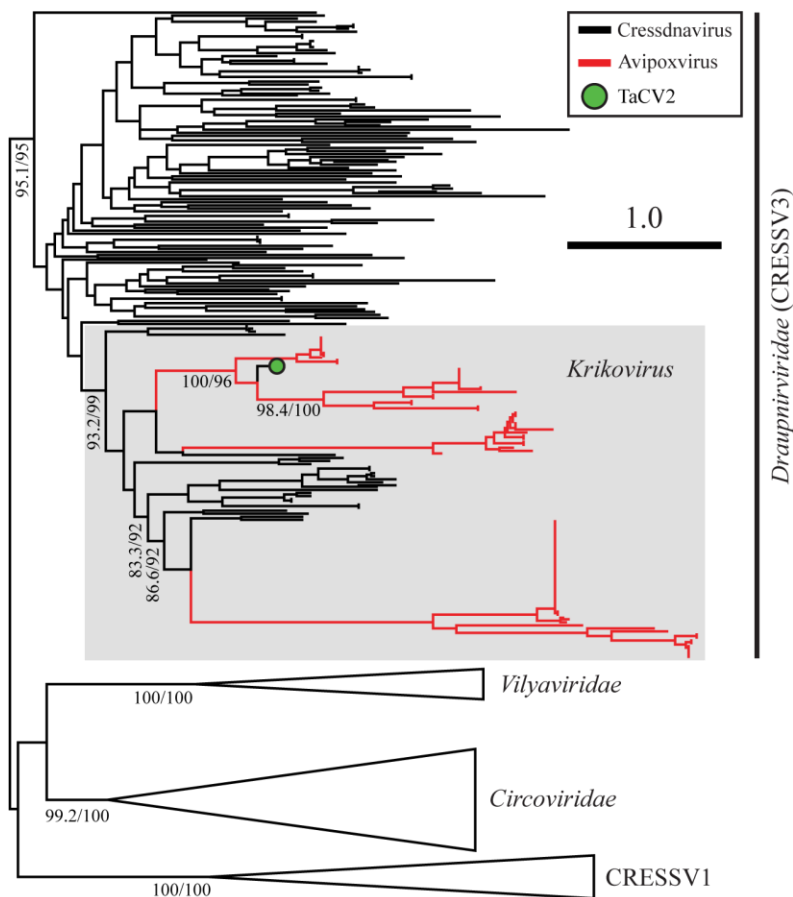 Cressdnavirus
Avipoxvirus
TaCV2
95.1/95
1.0
Draupnirviridae (CRESSV3)
Krikovirus
100/96
98.4/100
93.2/99
83.3/92
86.6/92
Vilyaviridae
100/100
Circoviridae
99.2/100
CRESSV1
100/100